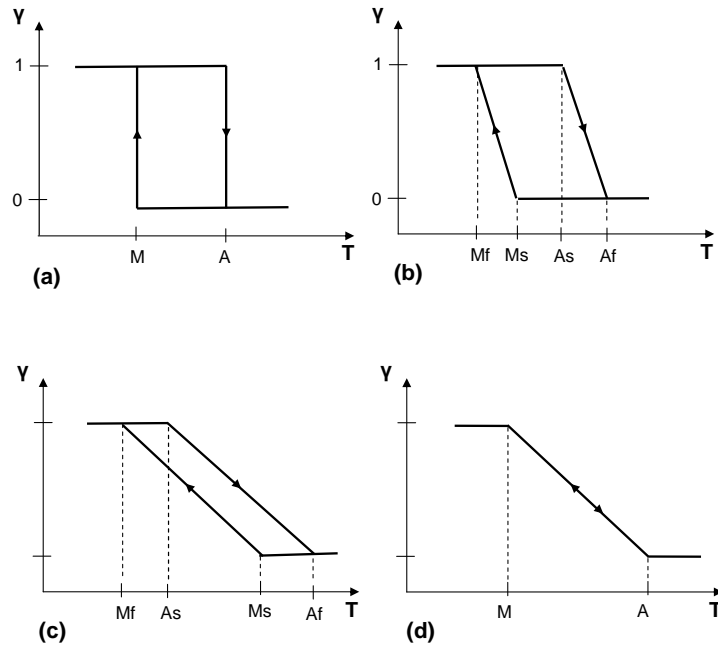 γ
1
0
M A T
(a)
γ
1
0
Mf Ms As Af T
(b)
γ
Mf As Ms Af T
(c)
γ
M A T
(d)